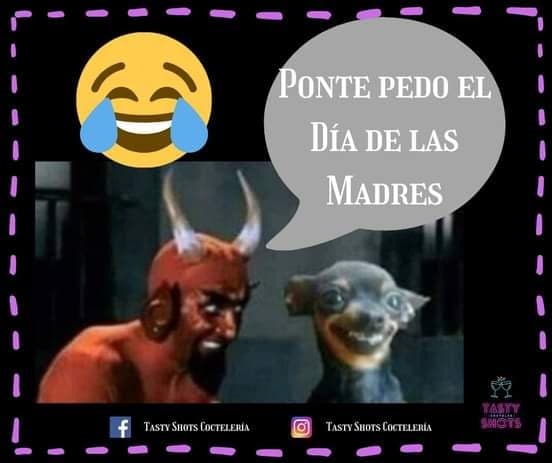 Ponte pedo el
Día de las
Madres
TASTY
SHOTS
Tasty Shots Coctelería
Tasty Shots Coctelería